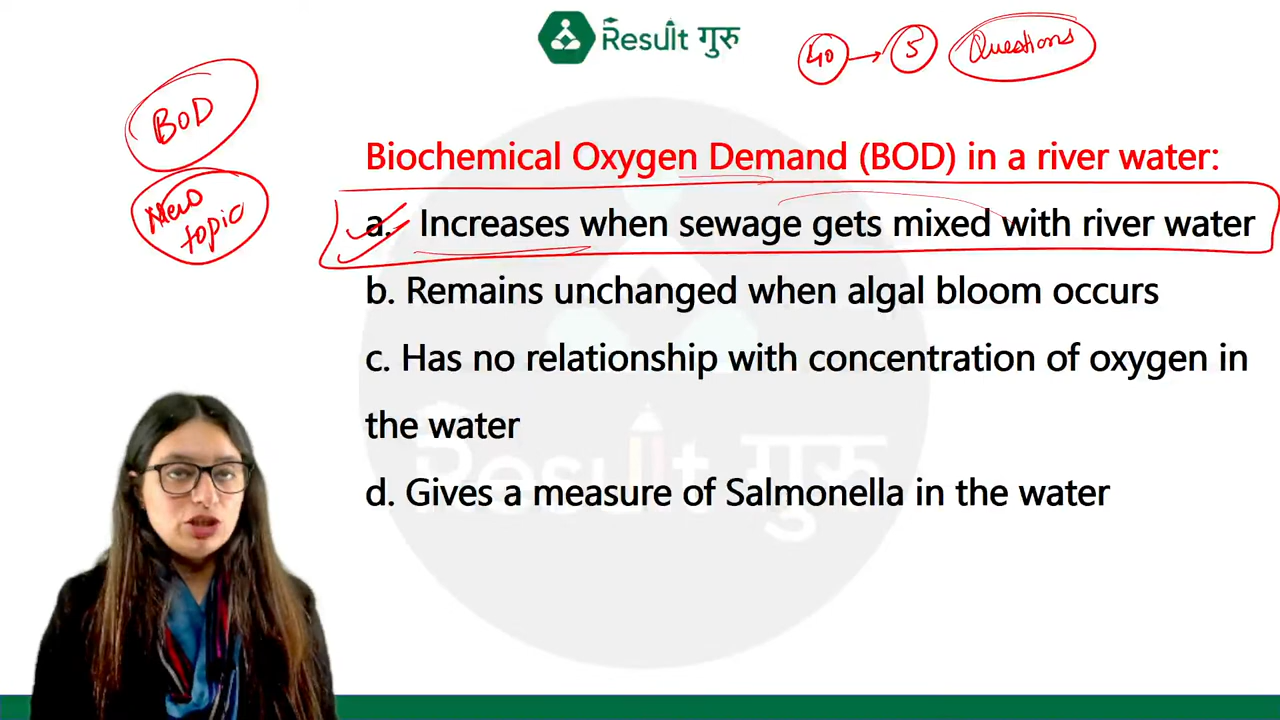 Result गुरु
40 → 5 Questions
BOD
New topic
Biochemical Oxygen Demand (BOD) in a river water:
a. Increases when sewage gets mixed with river water
b. Remains unchanged when algal bloom occurs
c. Has no relationship with concentration of oxygen in
the water
d. Gives a measure of Salmonella in the water
Result गुरु